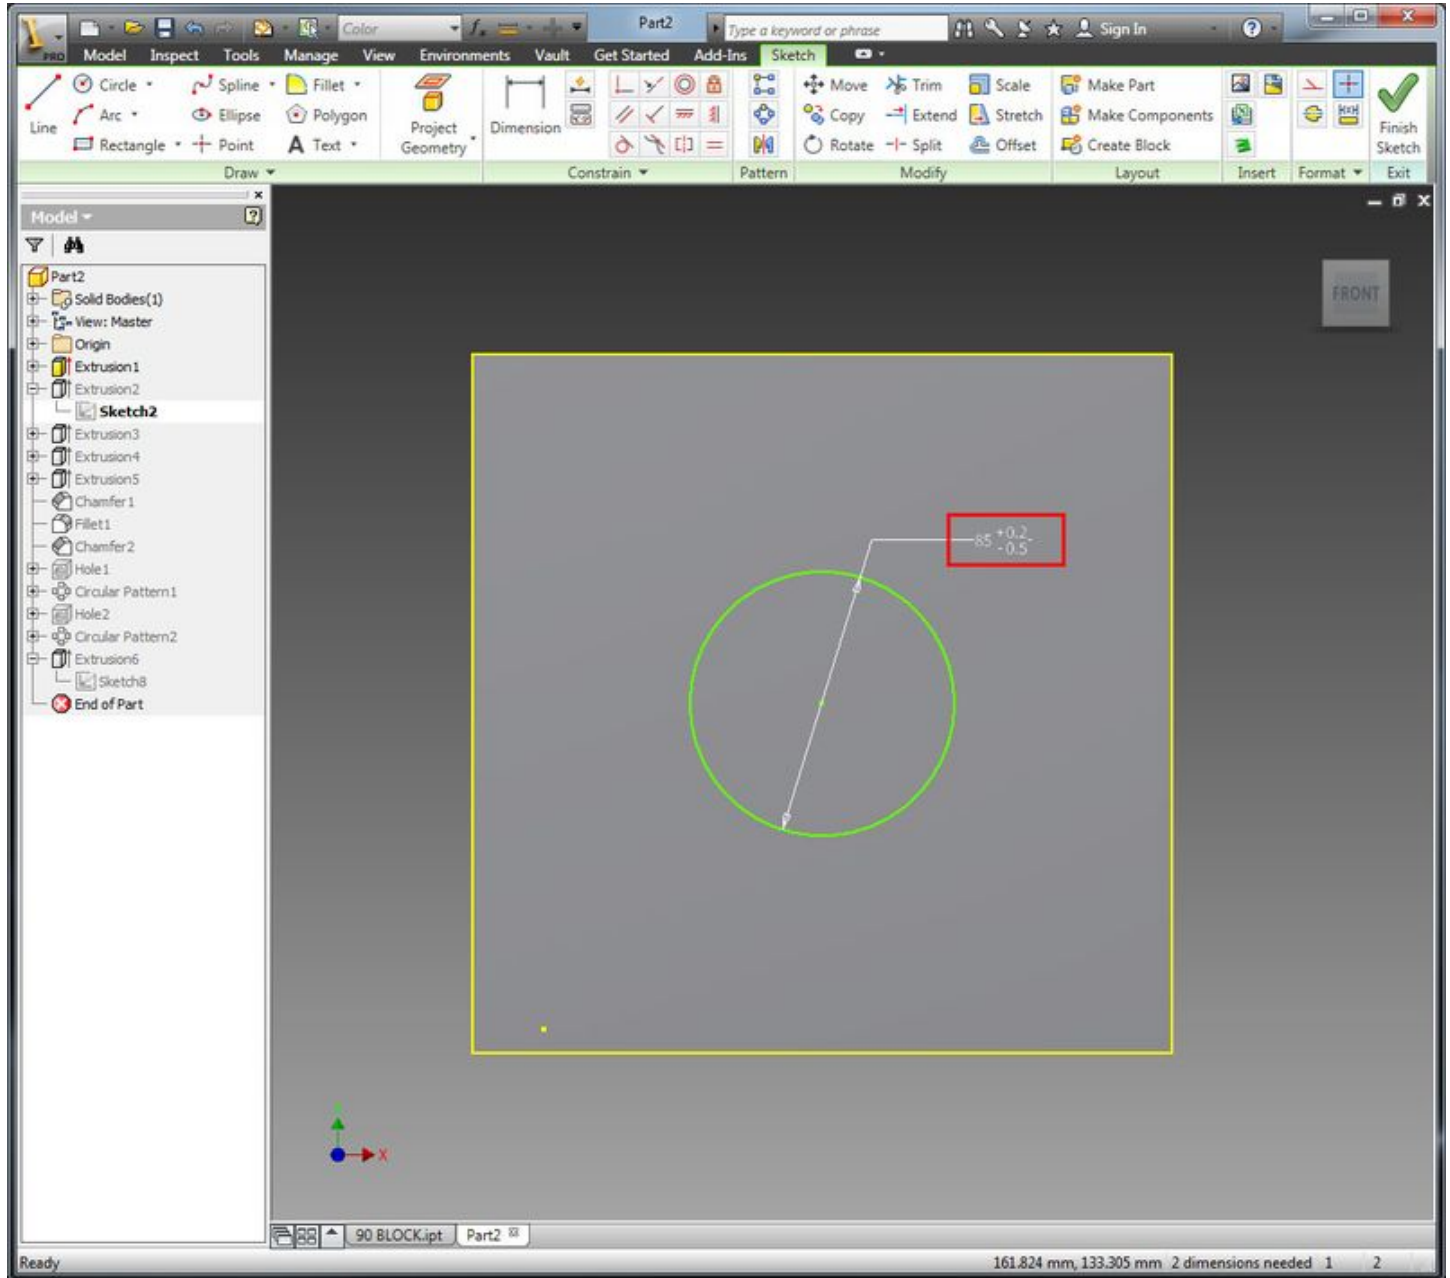 Color
Part2
Type a keyword or phrase
Sign In
PRO
Model Inspect Tools Manage View Environments Vault Get Started Add-Ins Sketch
Circle Spline Fillet Move Trim Scale Make Part
Line Arc Ellipse Polygon Project Geometry Dimension Copy Extend Stretch Make Components Finish Sketch
Rectangle Point A Text Rotate Split Offset Create Block
Draw Constrain Pattern Modify Layout Insert Format Exit
Model
Part2
Solid Bodies(1)
View: Master
Origin
Extrusion1
Extrusion2
Sketch2
Extrusion3
Extrusion4
Extrusion5
Chamfer1
Fillet1
Chamfer2
Hole1
Circular Pattern1
Hole2
Circular Pattern2
Extrusion6
Sketch8
End of Part
FRONT
85 +0.2
-0.5
X
90 BLOCK.ipt Part2
Ready 161.824 mm, 133.305 mm 2 dimensions needed 1 2